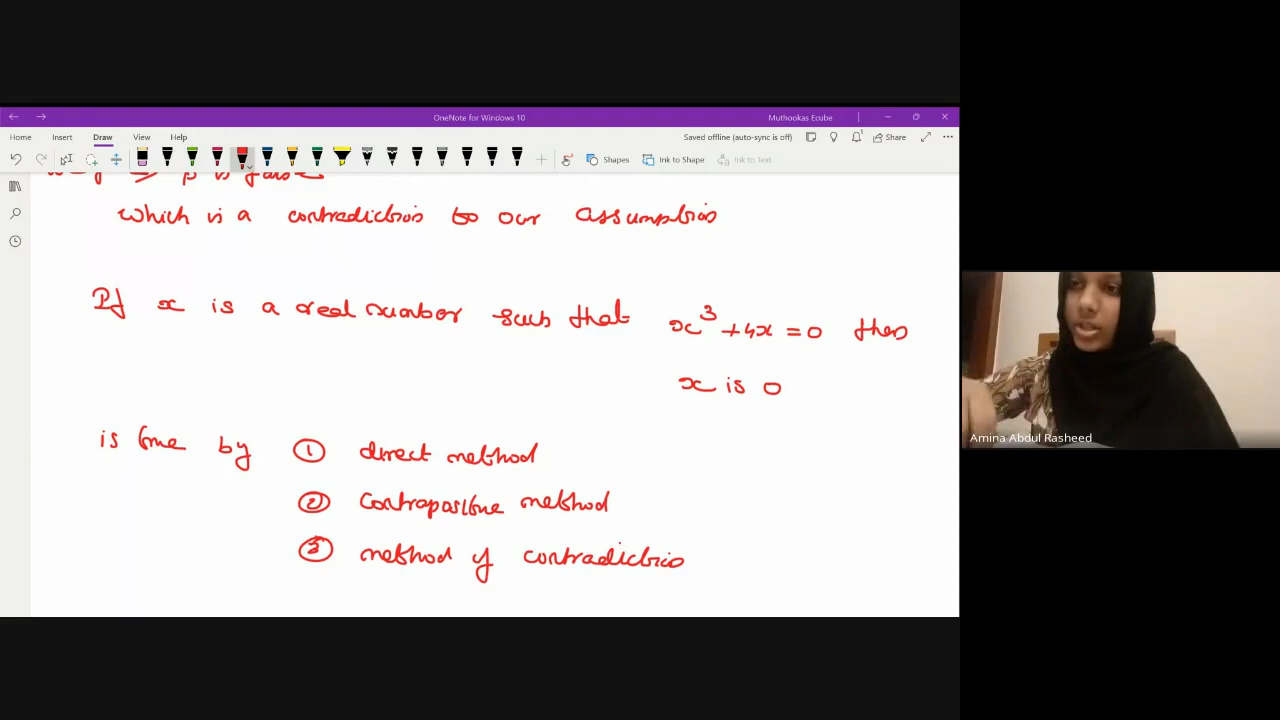 OneNote for Windows 10
Muthookas Ecube
Home Insert Draw View Help
Saved offline (auto-sync is off)
Share
Shapes
Ink to Shape
Ink to Text
which is a contradiction to our assumption
If x is a real number such that x³ + 4x = 0 then
x is 0
is true by ① direct method
② contrapositive method
③ method of contradiction
Amina Abdul Rasheed